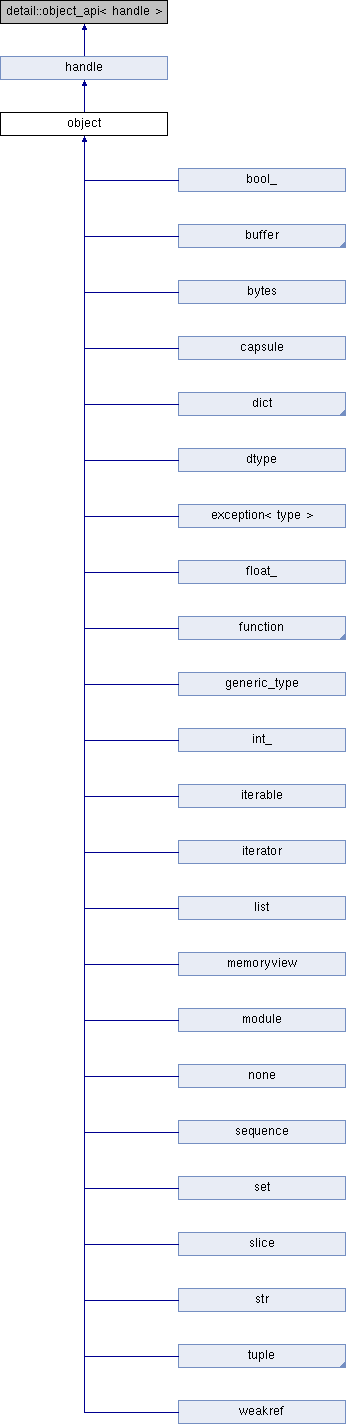 detail::object_api< handle >
handle
object
bool_
buffer
bytes
capsule
dict
dtype
exception< type >
float_
function
generic_type
int_
iterable
iterator
list
memoryview
module
none
sequence
set
slice
str
tuple
weakref